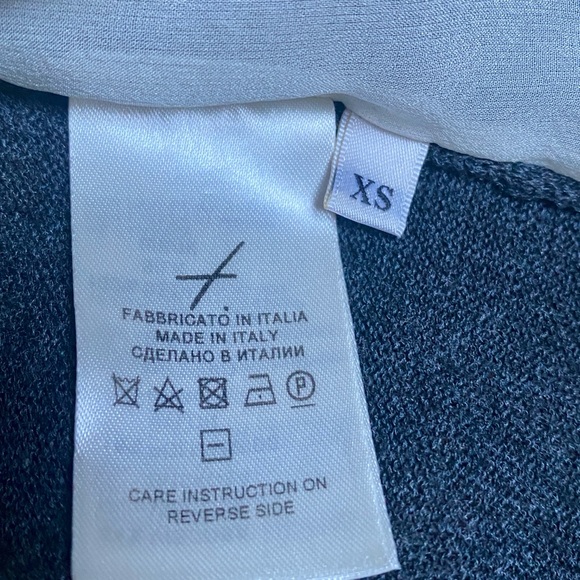 XS
FABBRICATO IN ITALIA
MADE IN ITALY
СДЕЛАНО В ИТАЛИИ
P
CARE INSTRUCTION ON
REVERSE SIDE